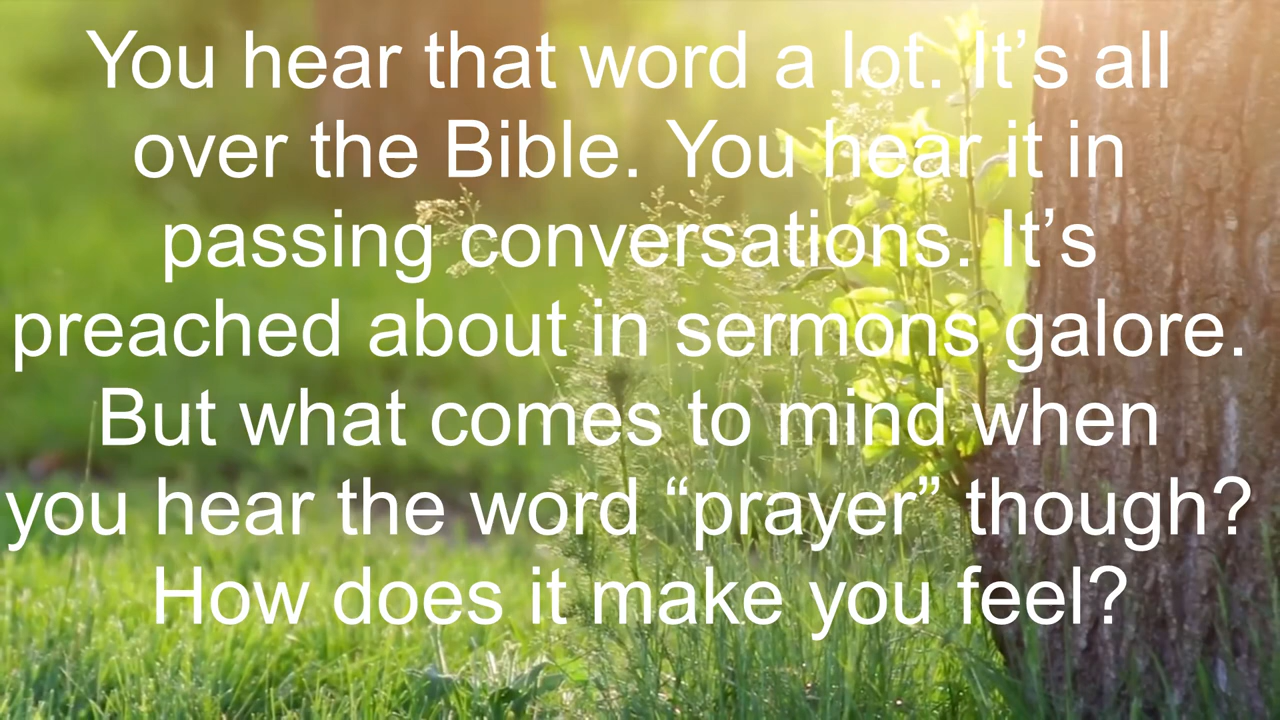 You hear that word a lot. It’s all
over the Bible. You hear it in
passing conversations. It’s
preached about in sermons galore.
But what comes to mind when
you hear the word “prayer” though?
How does it make you feel?